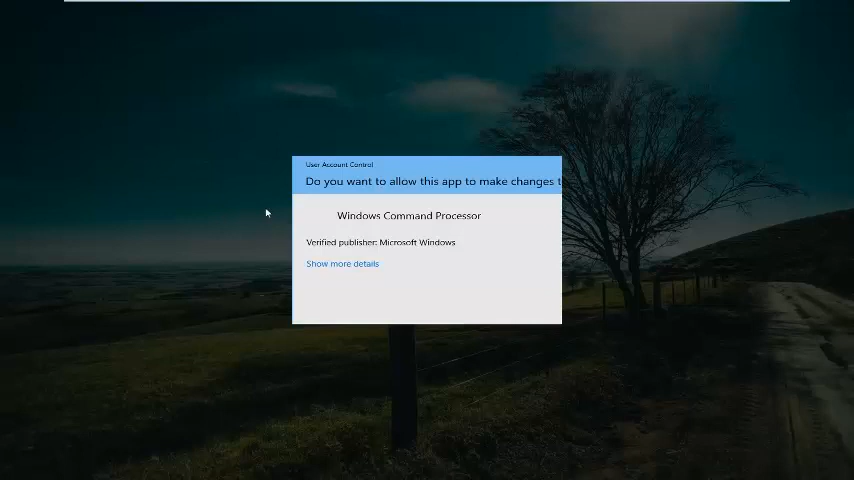 User Account Control
Do you want to allow this app to make changes t
Windows Command Processor
Verified publisher: Microsoft Windows
Show more details